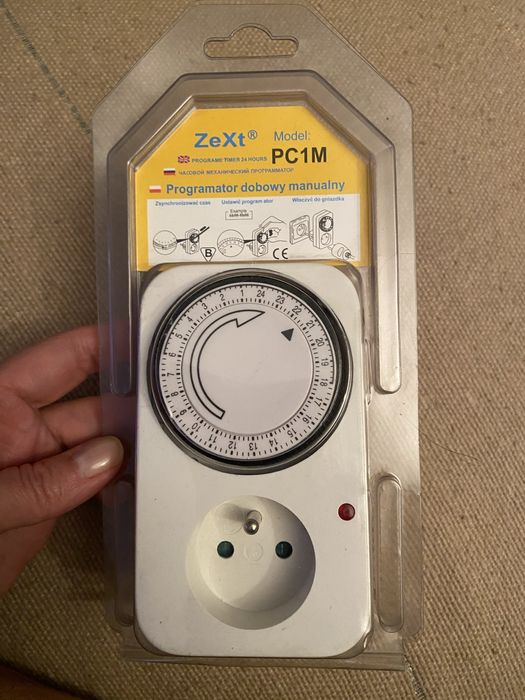 ZeXt® Model:
PC1M
PROGRAME TIMER 24 HOURS
ЧАСОВОЙ МЕХАНИЧЕСКИЙ ПРОГРАММАТОР
Programator dobowy manualny
Zsynchronizować czas Ustawić program ator Włączyć do gniazdka
Example
B CE
1 24 23 22 21 20 19 18 17 16 15 14 13 12 11 10 9 8 7 6 5 4 3 2